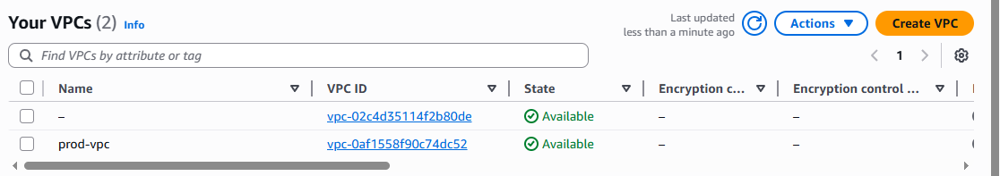 Your VPCs (2) Info
Last updated
less than a minute ago
Actions
Create VPC
Find VPCs by attribute or tag
1
Name VPC ID State Encryption c... Encryption control ...
– vpc-02c4d35114f2b80de Available – –
prod-vpc vpc-0af1558f90c74dc52 Available – –